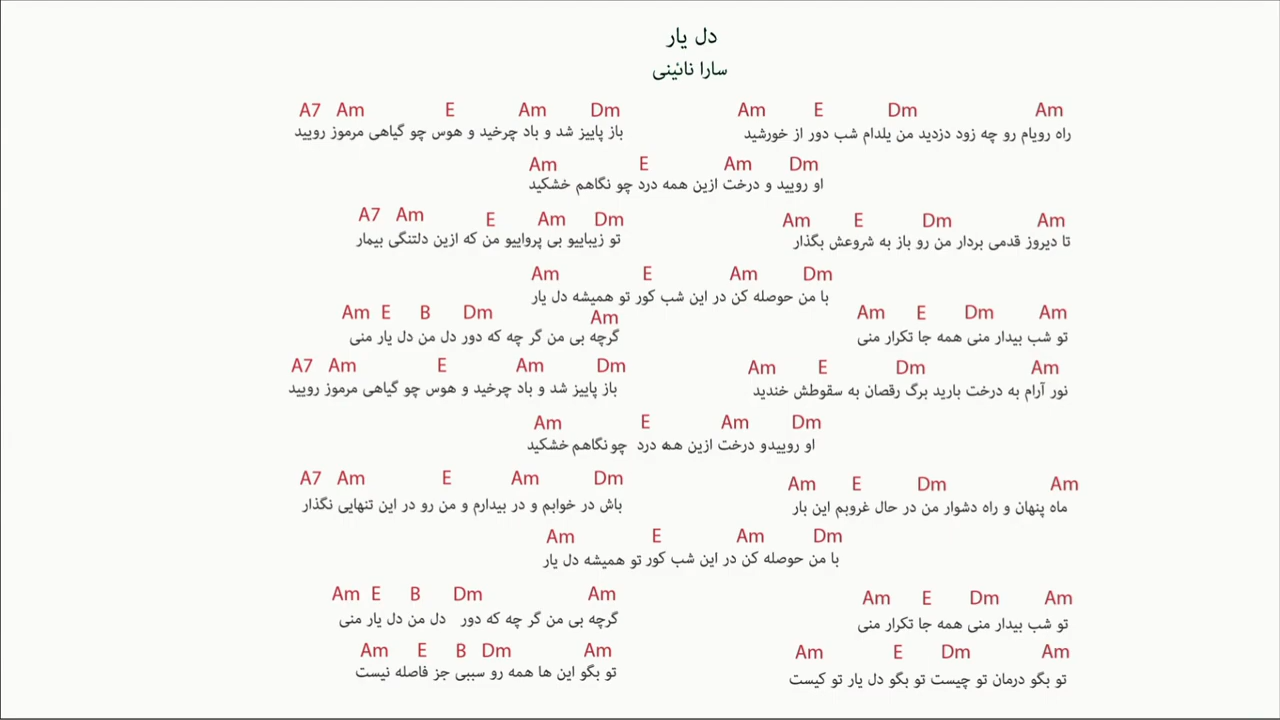 دل یار
سارا نائینی
Am E Dm Am
راه رویام رو چه زود دزدید من یلدام شب دور از خورشید
A7 Am E Am Dm
باز پاییز شد و باد چرخید و هوس چو گیاهی مرموز رویید
Am E Am Dm
او رویید و درخت ازین همه درد چو نگاهم خشکید
Am E Dm Am
تا دیروز قدمی بردار من رو باز به شروعش بگذار
A7 Am E Am Dm
تو زیباییو بی پرواییو من که ازین دلتنگی بیمار
Am E Am Dm
با من حوصله کن در این شب کور تو همیشه دل یار
Am E Dm Am
تو شب بیدار منی همه جا تکرار منی
Am E B Dm Am
گرچه بی من گر چه که دور دل من دل یار منی
Am E Dm Am
نور آرام به درخت بارید برگ رقصان به سقوطش خندید
A7 Am E Am Dm
باز پاییز شد و باد چرخید و هوس چو گیاهی مرموز رویید
Am E Am Dm
او روییدو درخت ازین همه درد چو نگاهم خشکید
Am E Dm Am
ماه پنهان و راه دشوار من در حال غروبم این بار
A7 Am E Am Dm
باش در خوابم و در بیدارم و من رو در این تنهایی نگذار
Am E Am Dm
با من حوصله کن در این شب کور تو همیشه دل یار
Am E Dm Am
تو شب بیدار منی همه جا تکرار منی
Am E B Dm Am
گرچه بی من گر چه که دور دل من دل یار منی
Am E Dm Am
تو بگو درمان تو چیست تو بگو دل یار تو کیست
Am E B Dm Am
تو بگو این ها همه رو سببی جز فاصله نیست